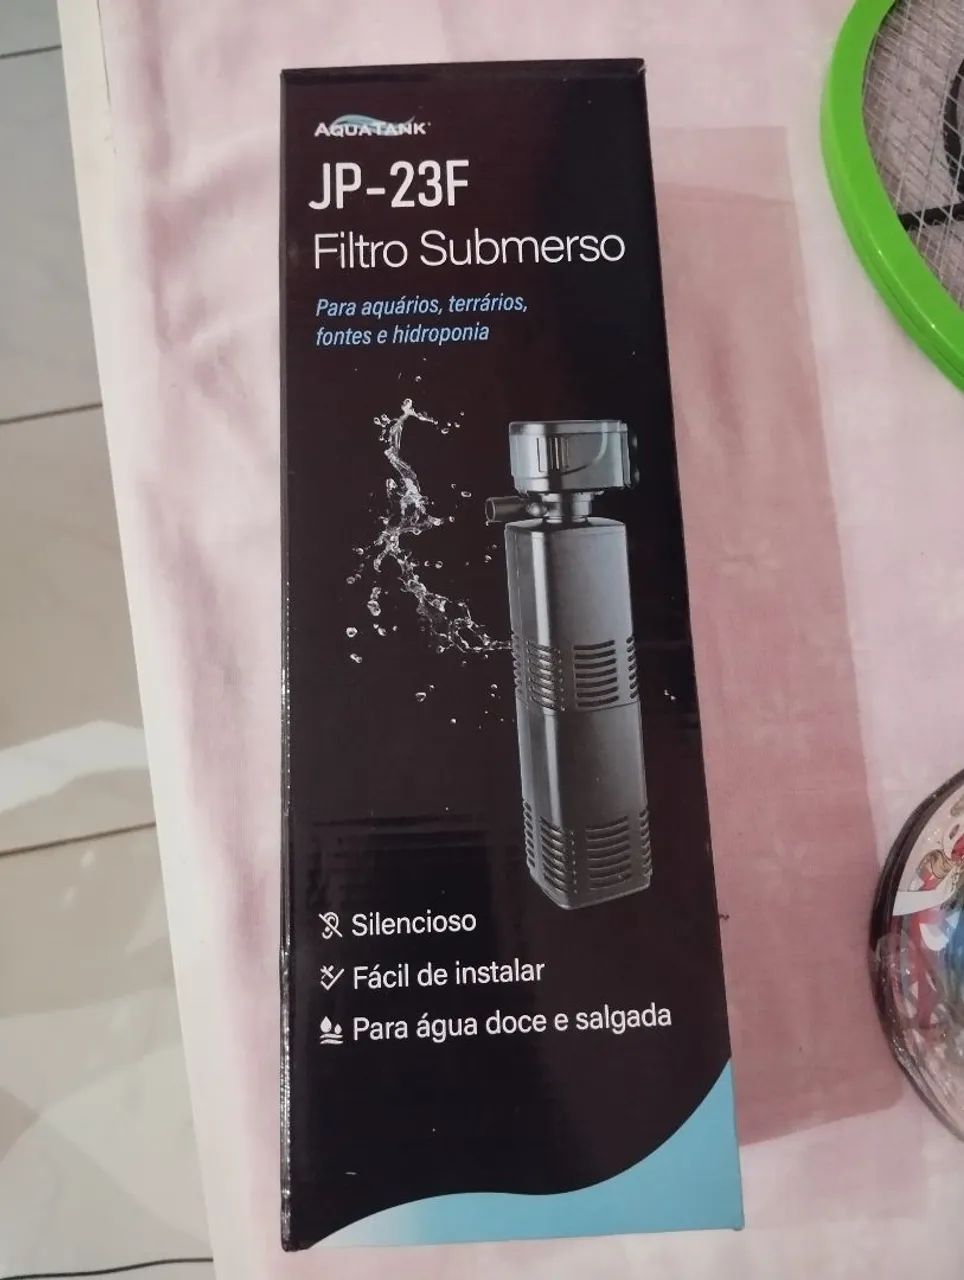 AQUATANK
JP-23F
Filtro Submerso
Para aquários, terrários,
fontes e hidroponia
Silencioso
Fácil de instalar
Para água doce e salgada